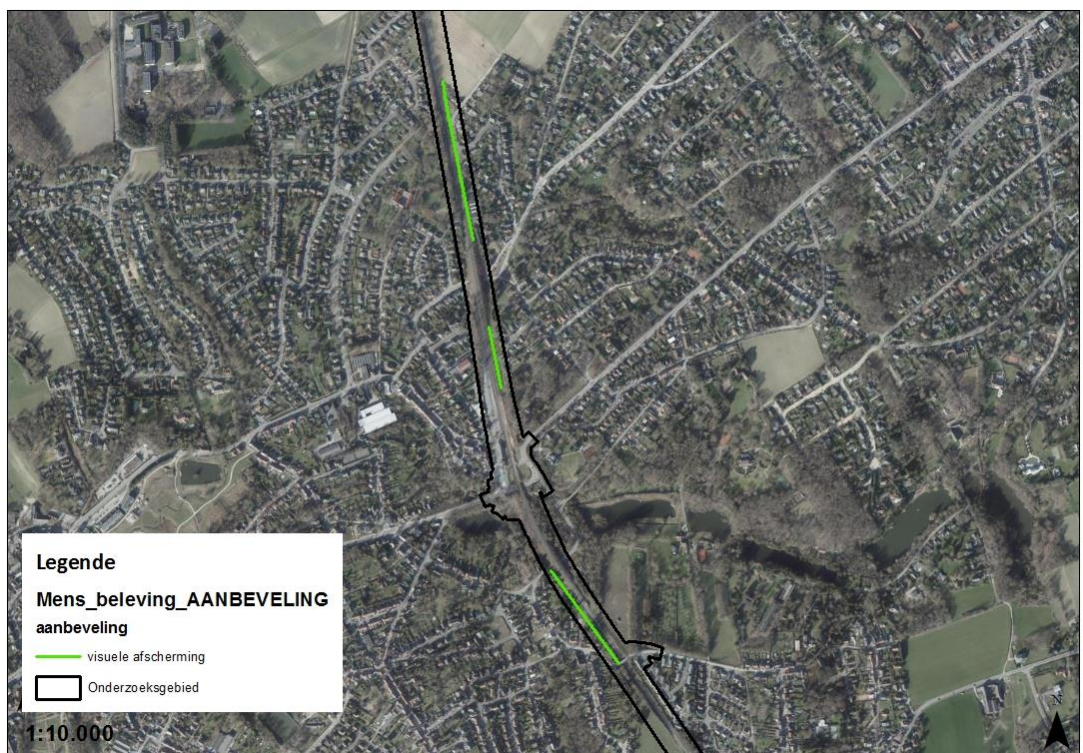 Legende
Mens_beleving_AANBEVELING
aanbeveling
visuele afscherming
Onderzoeksgebied
1:10.000
N